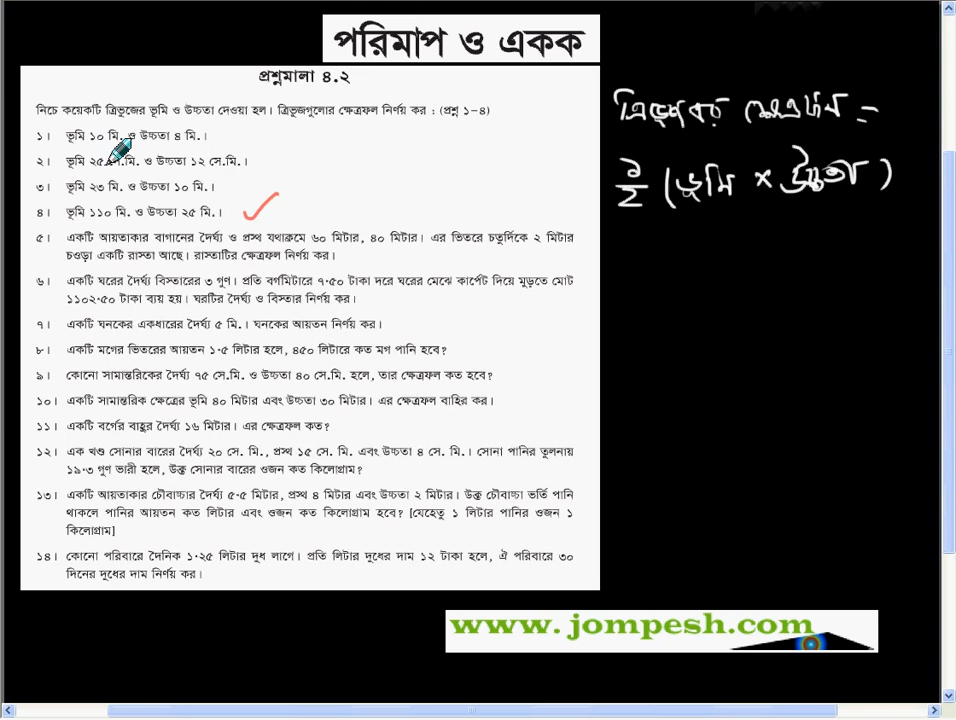 পরিমাপ ও একক
প্রশ্নমালা ৪.২
নিচে কয়েকটি ত্রিভুজের ভূমি ও উচ্চতা দেওয়া হল। ত্রিভুজগুলোর ক্ষেত্রফল নির্ণয় কর : (প্রশ্ন ১-৪)
১। ভূমি ১০ মি. ও উচ্চতা ৪ মি.।
২। ভূমি ২৫ সে.মি. ও উচ্চতা ১২ সে.মি.।
৩। ভূমি ২৩ মি. ও উচ্চতা ১০ মি.।
৪। ভূমি ১১০ মি. ও উচ্চতা ২৫ মি.।
৫। একটি আয়তাকার বাগানের দৈর্ঘ্য ও প্রস্থ যথাক্রমে ৬০ মিটার, ৪০ মিটার। এর ভিতরে চতুর্দিকে ২ মিটার
চওড়া একটি রাস্তা আছে। রাস্তাটির ক্ষেত্রফল নির্ণয় কর।
৬। একটি ঘরের দৈর্ঘ্য বিস্তারের ৩ গুণ। প্রতি বর্গমিটারে ৭·৫০ টাকা দরে ঘরের মেঝে কার্পেট দিয়ে মুড়তে মোট
১১০২·৫০ টাকা ব্যয় হয়। ঘরটির দৈর্ঘ্য ও বিস্তার নির্ণয় কর।
৭। একটি ঘনকের একধারের দৈর্ঘ্য ৫ মি.। ঘনকের আয়তন নির্ণয় কর।
৮। একটি মগের ভিতরের আয়তন ১·৫ লিটার হলে, ৪৫০ লিটারে কত মগ পানি হবে?
৯। কোনো সামান্তরিকের দৈর্ঘ্য ৭৫ সে.মি. ও উচ্চতা ৪০ সে.মি. হলে, তার ক্ষেত্রফল কত হবে?
১০। একটি সামান্তরিক ক্ষেত্রের ভূমি ৪০ মিটার এবং উচ্চতা ৩০ মিটার। এর ক্ষেত্রফল বাহির কর।
১১। একটি বর্গের বাহুর দৈর্ঘ্য ১৬ মিটার। এর ক্ষেত্রফল কত?
১২। এক খণ্ড সোনার বারের দৈর্ঘ্য ২০ সে. মি., প্রস্থ ১৫ সে. মি. এবং উচ্চতা ৪ সে. মি.। সোনা পানির তুলনায়
১৯·৩ গুণ ভারী হলে, উক্ত সোনার বারের ওজন কত কিলোগ্রাম?
১৩। একটি আয়তাকার চৌবাচ্চার দৈর্ঘ্য ৫·৫ মিটার, প্রস্থ ৪ মিটার এবং উচ্চতা ২ মিটার। উক্ত চৌবাচ্চা ভর্তি পানি
থাকলে পানির আয়তন কত লিটার এবং ওজন কত কিলোগ্রাম হবে? [যেহেতু ১ লিটার পানির ওজন ১
কিলোগ্রাম]
১৪। কোনো পরিবারে দৈনিক ১·২৫ লিটার দুধ লাগে। প্রতি লিটার দুধের দাম ১২ টাকা হলে, ঐ পরিবারে ৩০
দিনের দুধের দাম নির্ণয় কর।
ত্রিভুজের ক্ষেত্রফল =
১/২ (ভূমি × উচ্চতা)
www. jompesh.com